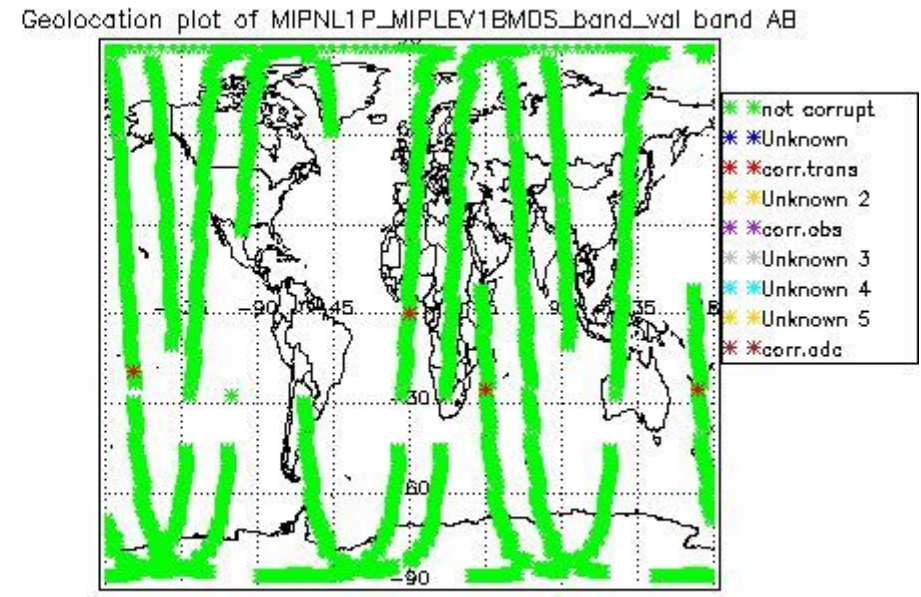 Geolocation plot of MIPNL1P_MIPLEV1BMDS_band_val band AB
not corrupt
Unknown
corr.trans
Unknown 2
corr.obs
Unknown 3
Unknown 4
Unknown 5
corr.adc
-90
45
35
-30
-60
-90